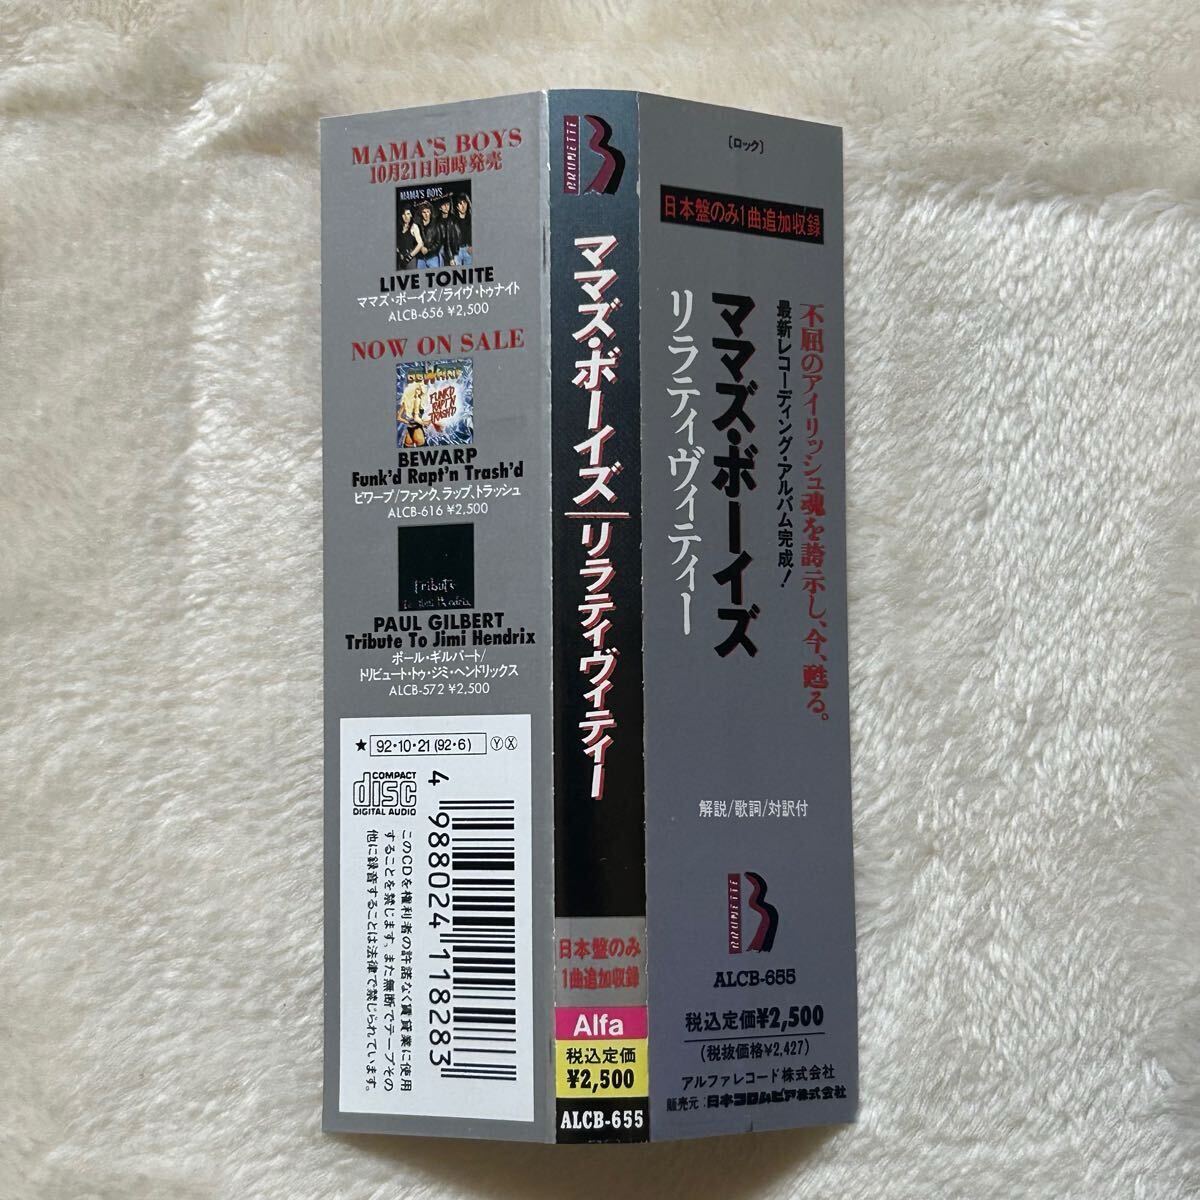 MAMA'S BOYS
10月21日同時発売
MAMA'S BOYS
LIVE TONITE
ママズ・ボーイズ/ライヴ・トゥナイト
ALCB-656 ¥2,500
NOW ON SALE
FUNK'D
RAPT'N
TRASH'D
BEWARP
Funk'd Rapt'n Trash'd
ビワープ/ファンク、ラップ、トラッシュ
ALCB-616 ¥2,500
Tribute
PAUL GILBERT
Tribute To Jimi Hendrix
ポール・ギルバート/
トリビュート・トゥ・ジミ・ヘンドリックス
ALCB-572 ¥2,500
★ 92・10・21(92・6) Ⓨ Ⓧ
COMPACT
disc
DIGITAL AUDIO
4 988024 118283
このCDを権利者の許諾なく賃貸業に使用
することを禁じます。また無断でテープその
他に録音することは法律で禁じられています。
BRUNETTE
ママズ・ボーイズ/リラティヴィティー
日本盤のみ
1曲追加収録
Alfa
税込定価
¥2,500
ALCB-655
〔ロック〕
日本盤のみ1曲追加収録
不屈のアイリッシュ魂を誇示し、今、甦る。
最新レコーディング・アルバム完成!
ママズ・ボーイズ
リラティヴィティー
解説/歌詞/対訳付
BRUNETTE
ALCB-655
税込定価¥2,500
(税抜価格¥2,427)
アルファレコード株式会社
販売元:日本コロムビア株式会社